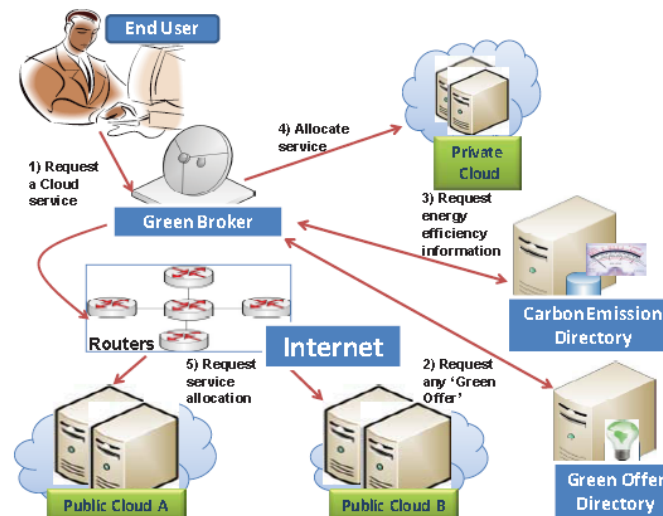 End User
4) Allocate
service
Private
Cloud
1) Request
a Cloud
service
Green Broker
3) Request
energy
efficiency
information
Carbon Emission
Directory
Routers
Internet
5) Request
service
allocation
2) Request
any ‘Green
Offer’
Public Cloud A
Public Cloud B
Green Offer
Directory